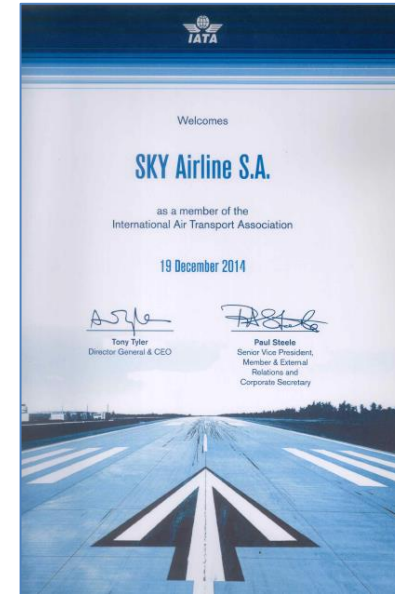 IATA
Welcomes
SKY Airline S.A.
as a member of the
International Air Transport Association
19 December 2014
Tony Tyler
Director General & CEO
Paul Steele
Senior Vice President,
Member & External
Relations and
Corporate Secretary